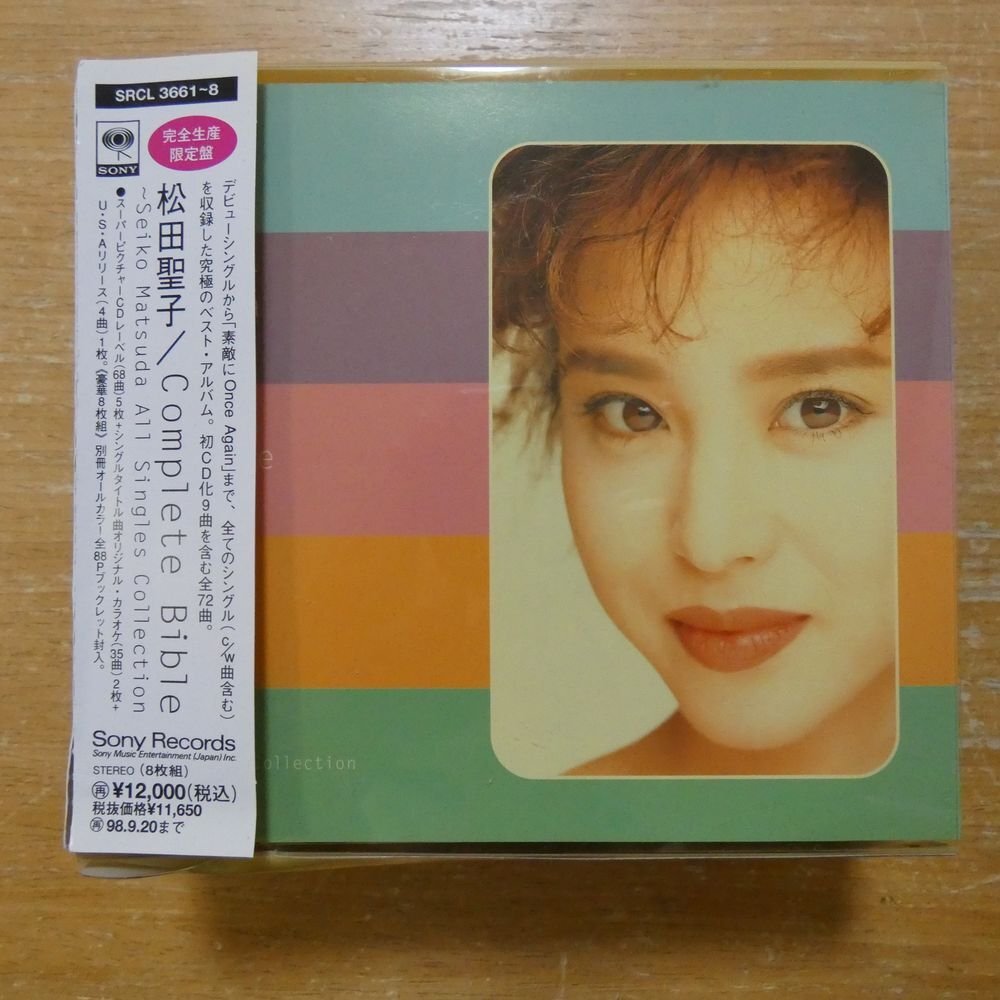 SRCL 3661~8
SONY
完全生産
限定盤
デビューシングルから「素敵にOnce Again」まで、全てのシングル(c/w曲含む)
を収録した究極のベスト・アルバム。初CD化9曲を含む全72曲。
松田聖子/Complete Bible
~Seiko Matsuda All Singles Collection
●スーパーピクチャーCDレーベル(68曲)5枚+シングルタイトル曲オリジナル・カラオケ(35曲)2枚+
U・S・Aリリース(4曲)1枚。《豪華8枚組》別冊オールカラー全88Pブックレット封入。
Sony Records
Sony Music Entertainment (Japan) Inc.
STEREO (8枚組)
再¥12,000(税込)
税抜価格¥11,650
再98.9.20まで
e
ollection